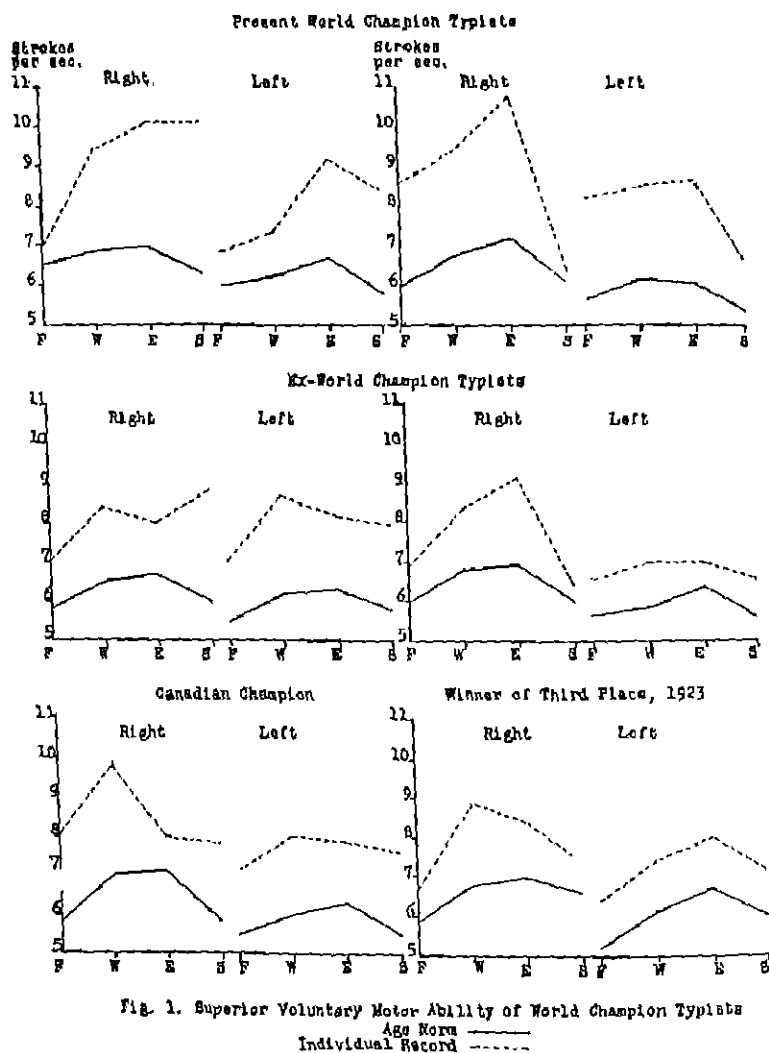 Present World Champion Typists
Strokes per sec. Strokes per sec.
Right Left Right Left
11 11
10 10
9 9
8 8
7 7
6 6
5 5
F W E S F W E S F W E S F W E S
Ex-World Champion Typists
Right Left Right Left
11 11
10 10
9 9
8 8
7 7
6 6
5 5
F W E S F W E S F W E S F W E S
Canadian Champion Winner of Third Place, 1923
Right Left Right Left
11 11
10 10
9 9
8 8
7 7
6 6
5 5
F W E S F W E S F W E S F W E S
Fig. 1. Superior Voluntary Motor Ability of World Champion Typists
Age Norm
Individual Record